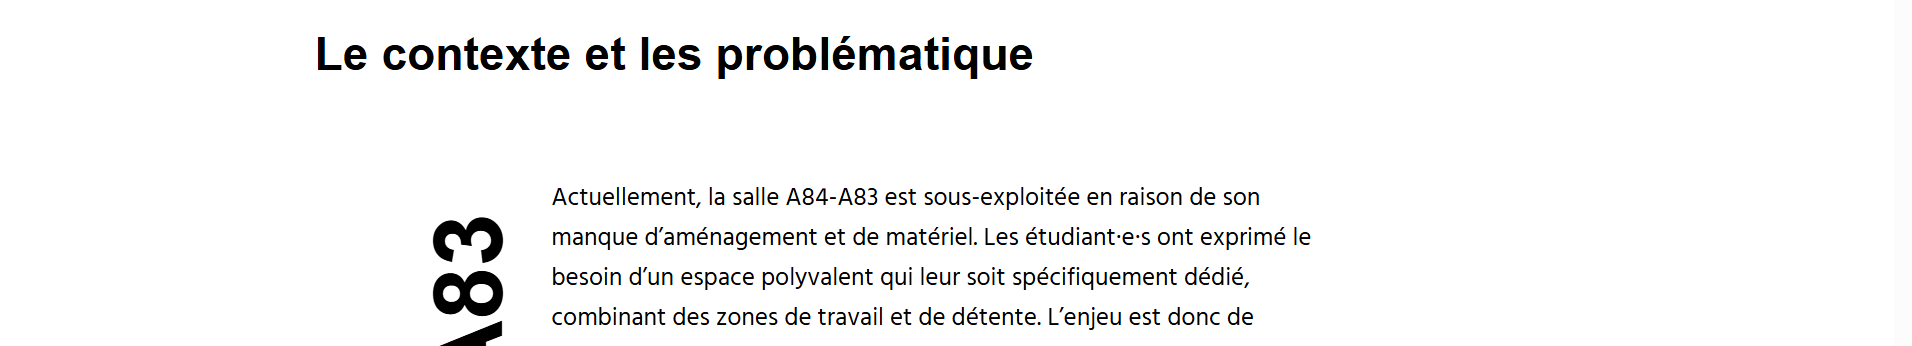 Le contexte et les problématique
A83
Actuellement, la salle A84-A83 est sous-exploitée en raison de son
manque d’aménagement et de matériel. Les étudiant·e·s ont exprimé le
besoin d’un espace polyvalent qui leur soit spécifiquement dédié,
combinant des zones de travail et de détente. L’enjeu est donc de